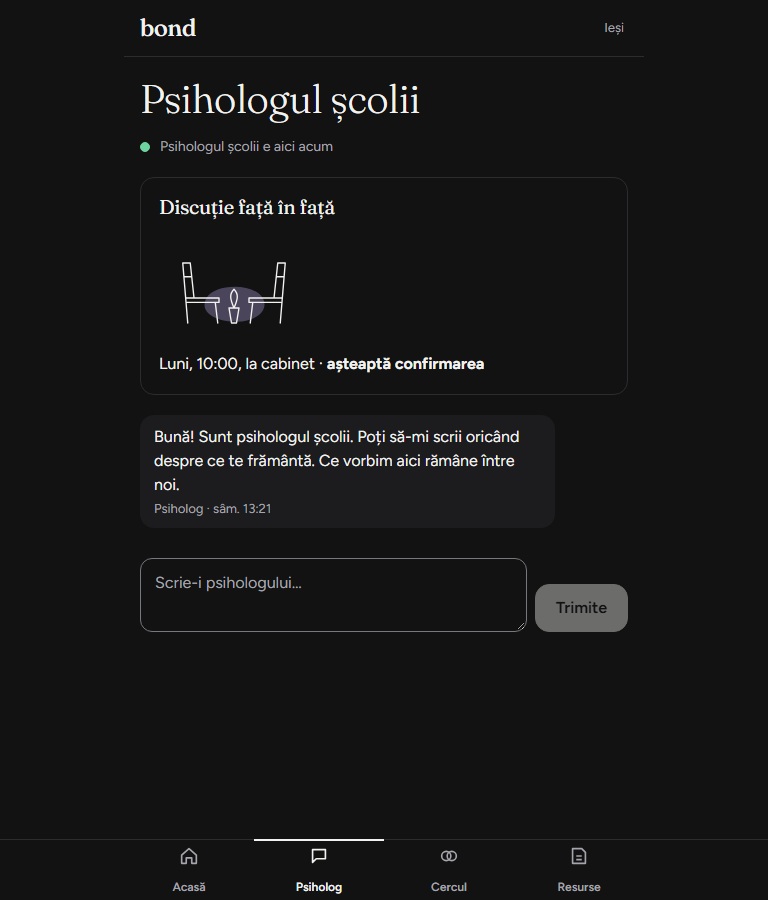 bond
Ieși
Psihologul școlii
Psihologul școlii e aici acum
Discuție față în față
Luni, 10:00, la cabinet · așteaptă confirmarea
Bună! Sunt psihologul școlii. Poți să-mi scrii oricând
despre ce te frământă. Ce vorbim aici rămâne între
noi.
Psiholog · sâm. 13:21
Scrie-i psihologului...
Trimite
Acasă
Psiholog
Cercul
Resurse